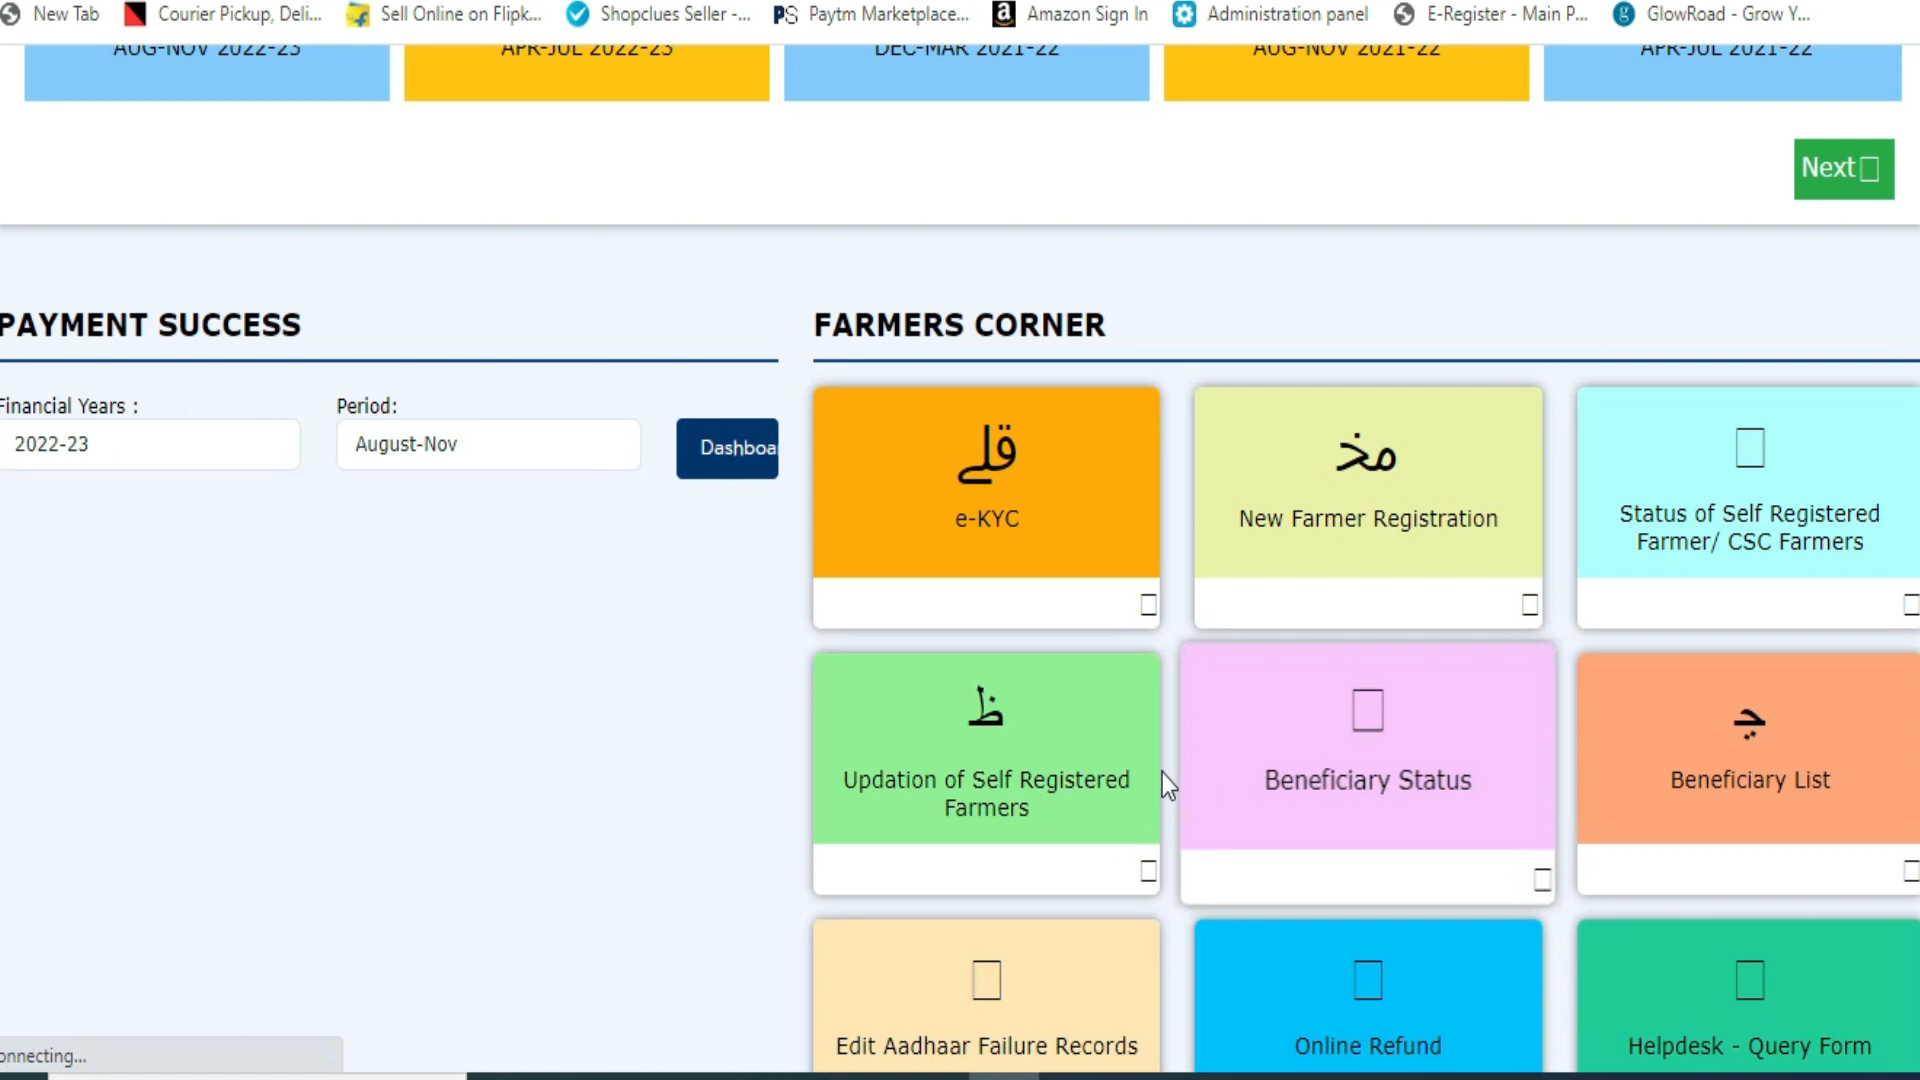 New Tab
Courier Pickup, Deli...
Sell Online on Flipk...
Shopclues Seller -...
Paytm Marketplace...
Amazon Sign In
Administration panel
E-Register - Main P...
GlowRoad - Grow Y...
AUG-NOV 2022-23
APR-JUL 2022-23
DEC-MAR 2021-22
AUG-NOV 2021-22
APR-JUL 2021-22
Next
PAYMENT SUCCESS
Financial Years :
2022-23
Period:
August-Nov
Dashboa
FARMERS CORNER
قلے
e-KYC
مخ
New Farmer Registration
Status of Self Registered
Farmer/ CSC Farmers
ظ
Updation of Self Registered
Farmers
Beneficiary Status
Beneficiary List
Edit Aadhaar Failure Records
Online Refund
Helpdesk - Query Form
onnecting...